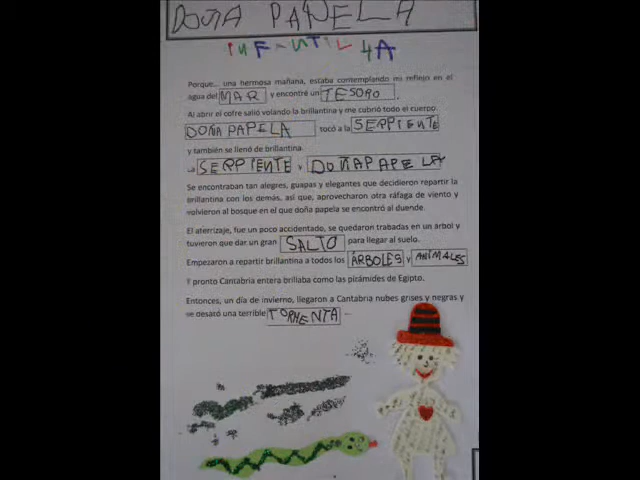 DOÑA PAPELA
INFANTIL 4A
Porque... una hermosa mañana, estaba contemplando mi reflejo en el
agua del MAR y encontré un TESORO.
Al abrir el cofre salió volando la brillantina y me cubrió todo el cuerpo.
DOÑA PAPELA tocó a la SERPIENTE
y también se llenó de brillantina.
La SERPIENTE y DOÑA PAPELA
Se encontraban tan alegres, guapas y elegantes que decidieron repartir la
brillantina con los demás, así que, aprovecharon otra ráfaga de viento y
volvieron al bosque en el que doña papela se encontró al duende.
El aterrizaje, fue un poco accidentado, se quedaron trabadas en un árbol y
tuvieron que dar un gran SALTO para llegar al suelo.
Empezaron a repartir brillantina a todos los ÁRBOLES y ANIMALES
Y pronto Cantabria entera brillaba como las pirámides de Egipto.
Entonces, un día de invierno, llegaron a Cantabria nubes grises y negras y
se desató una terrible TORMENTA